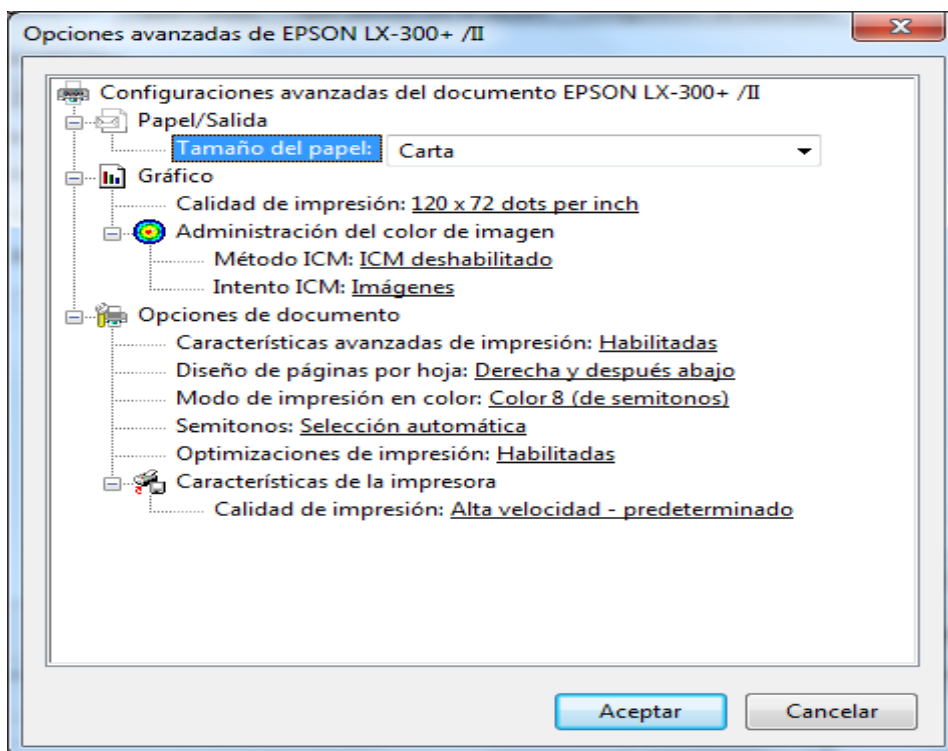 Opciones avanzadas de EPSON LX-300+ /II
Configuraciones avanzadas del documento EPSON LX-300+ /II
Papel/Salida
Tamaño del papel: Carta
Gráfico
Calidad de impresión: 120 x 72 dots per inch
Administración del color de imagen
Método ICM: ICM deshabilitado
Intento ICM: Imágenes
Opciones de documento
Características avanzadas de impresión: Habilitadas
Diseño de páginas por hoja: Derecha y después abajo
Modo de impresión en color: Color 8 (de semitonos)
Semitonos: Selección automática
Optimizaciones de impresión: Habilitadas
Características de la impresora
Calidad de impresión: Alta velocidad - predeterminado
Aceptar Cancelar